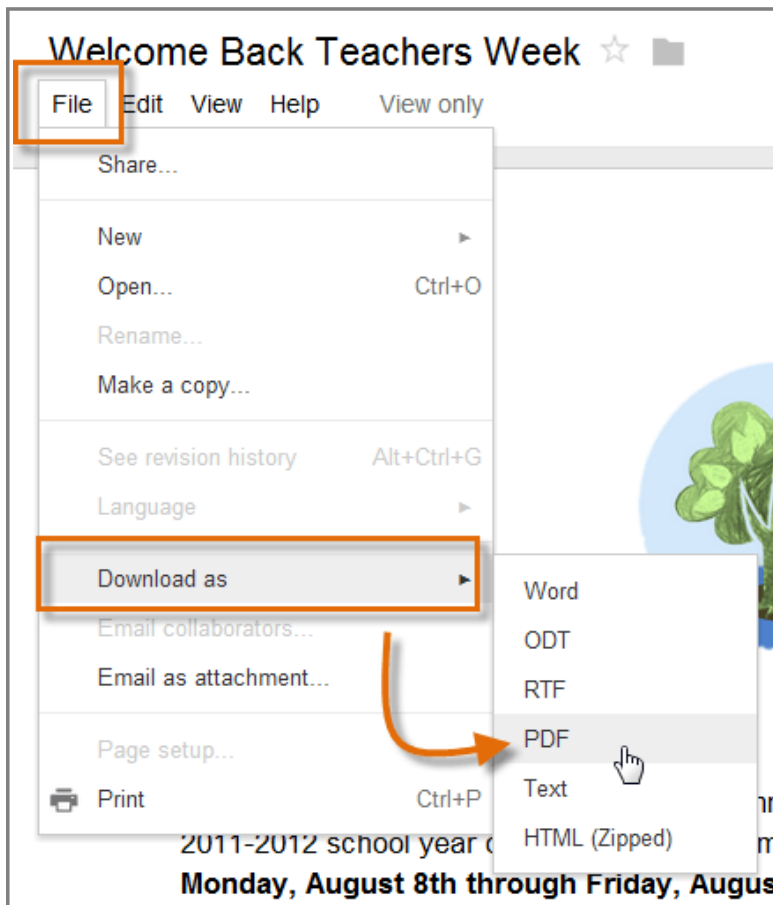 Welcome Back Teachers Week
File Edit View Help View only
Share...
New
Open... Ctrl+O
Rename...
Make a copy...
See revision history Alt+Ctrl+G
Language
Download as
Email collaborators...
Email as attachment...
Page setup...
Print Ctrl+P
Word
ODT
RTF
PDF
Text
HTML (Zipped)
2011-2012 school year
Monday, August 8th through Friday,